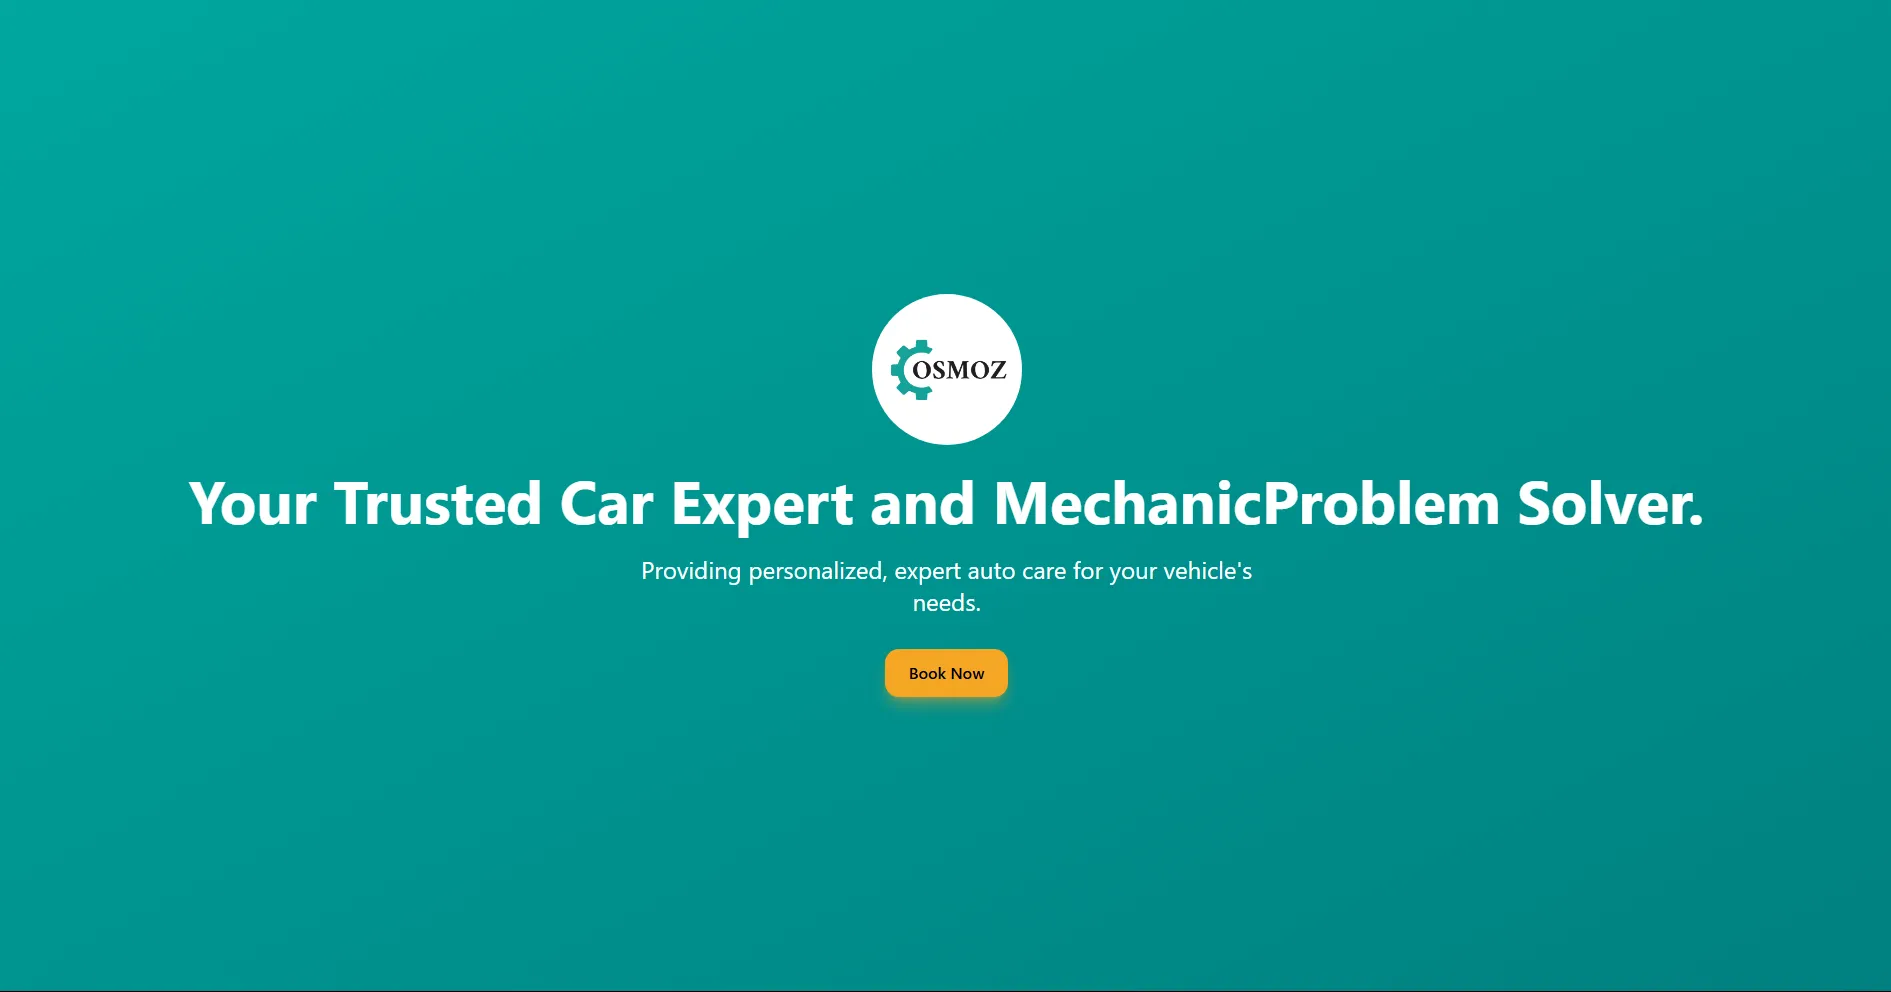 OSMOZ
Your Trusted Car Expert and MechanicProblem Solver.
Providing personalized, expert auto care for your vehicle's
needs.
Book Now